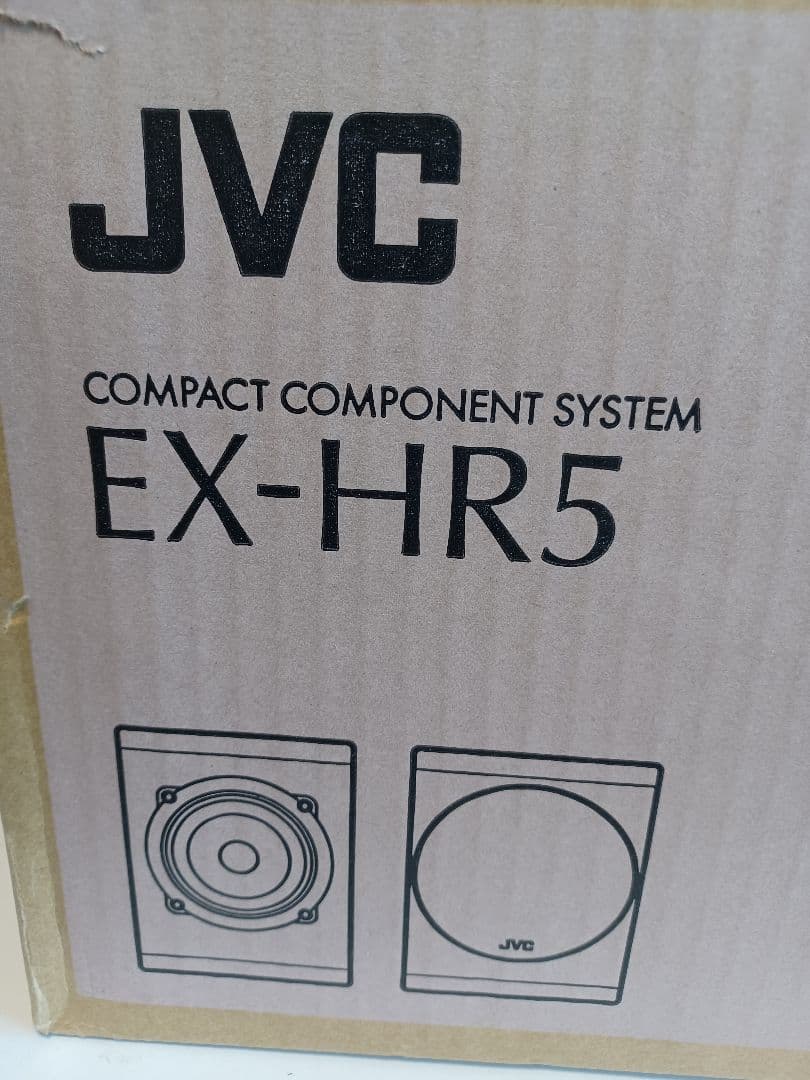 JVC
COMPACT COMPONENT SYSTEM
EX-HR5
JVC